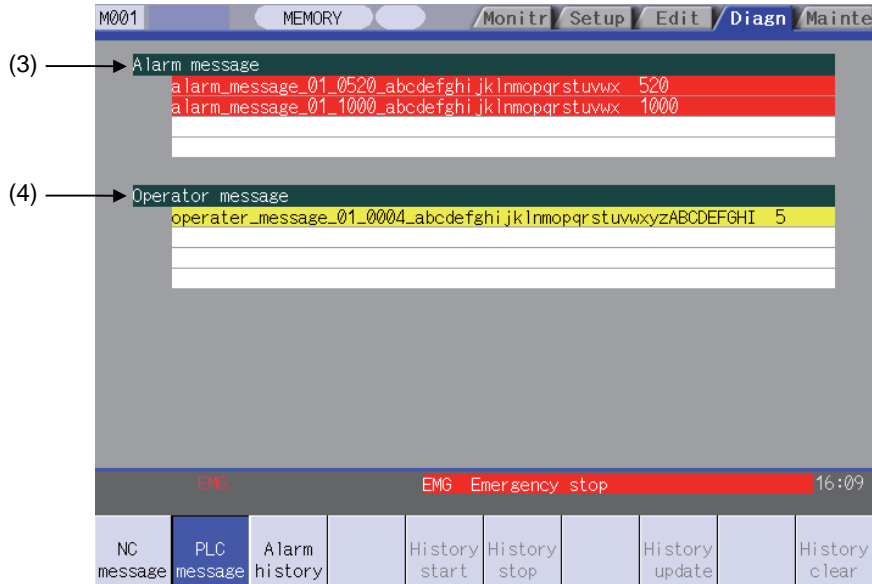 M001 MEMORY Monitr Setup Edit Diagn Mainte
(3) Alarm message
alarm_message_01_0520_abcdefghijklnmopqrstuvwx 520
alarm_message_01_1000_abcdefghijklnmopqrstuvwx 1000
(4) Operator message
operater_message_01_0004_abcdefghijklnmopqrstuvwxyzABCDEFGHI 5
EMG EMG Emergency stop 16:09
NC message PLC message Alarm history History start History stop History update History clear